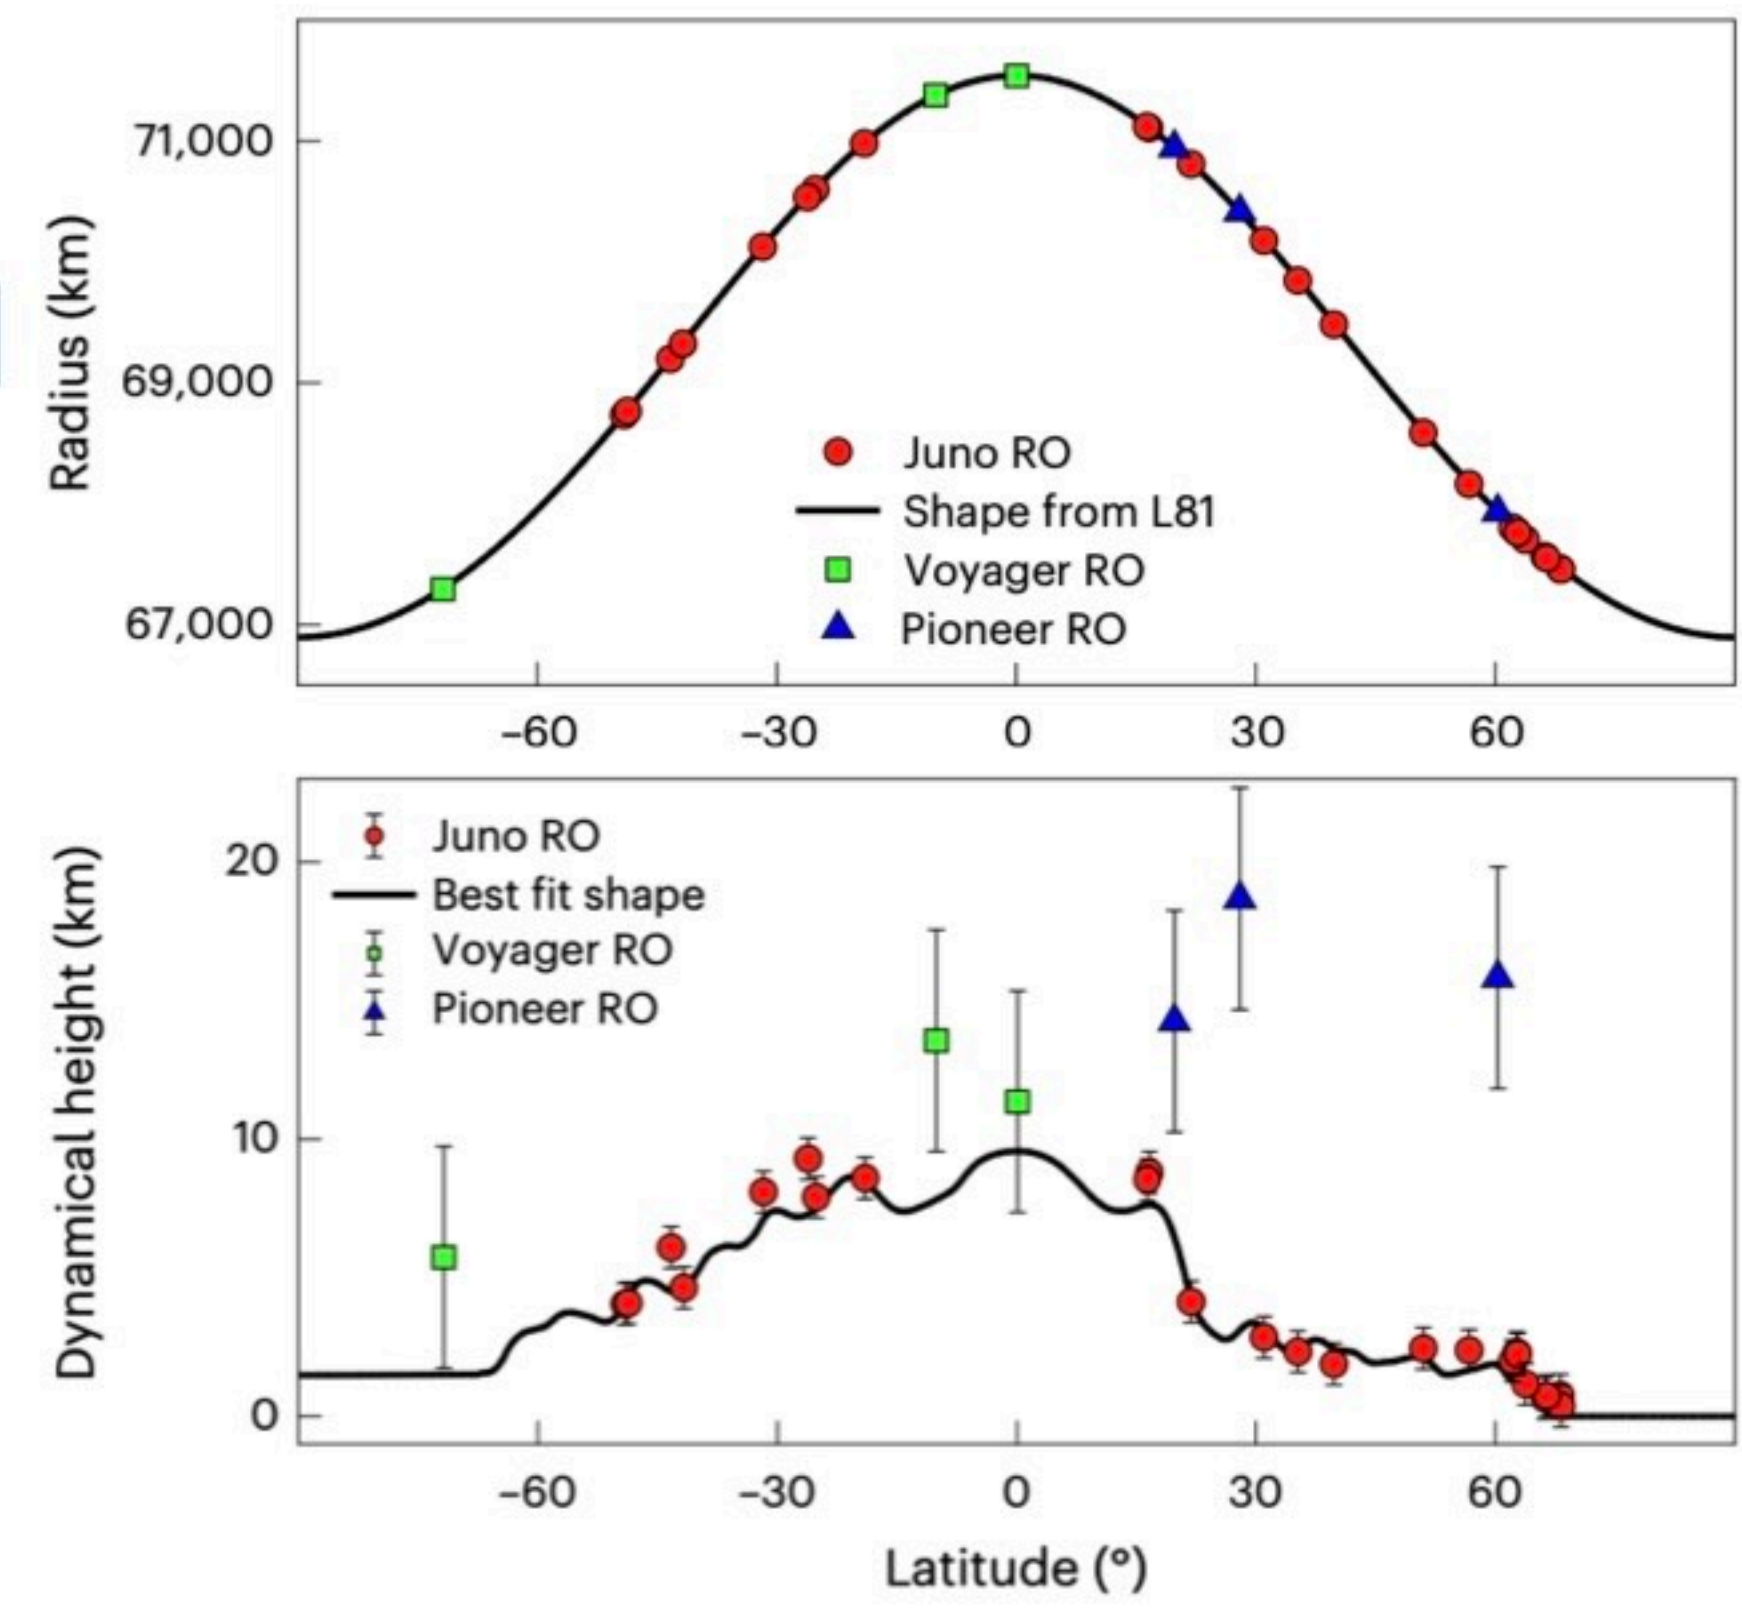 Radius (km)
71,000
69,000
67,000
Juno RO
Shape from L81
Voyager RO
Pioneer RO
–60 –30 0 30 60
Dynamical height (km)
20
10
0
Juno RO
Best fit shape
Voyager RO
Pioneer RO
–60 –30 0 30 60
Latitude (°)